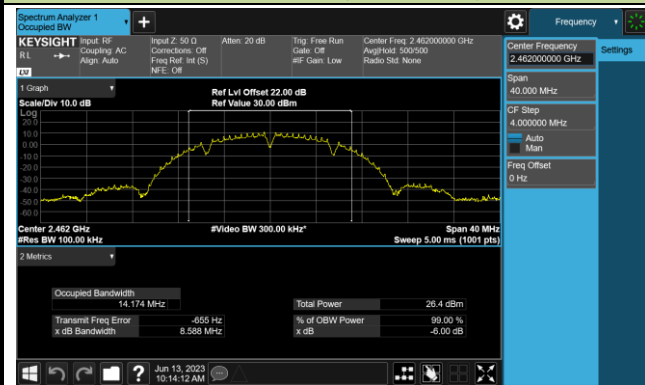 Spectrum Analyzer 1
Occupied BW
Frequency
KEYSIGHT
Input: RF
Coupling: AC
Align: Auto
Input Z: 50 Ω
Corrections: Off
Freq Ref: Int (S)
NFE: Off
Atten: 20 dB
Trig: Free Run
Gate: Off
#IF Gain: Low
Center Freq: 2.462000000 GHz
Avg|Hold: 500/500
Radio Std: None
R L
LXI
Center Frequency
2.462000000 GHz
Settings
Span
40.000 MHz
CF Step
4.000000 MHz
Auto
Man
Freq Offset
0 Hz
1 Graph
Scale/Div 10.0 dB
Ref Lvl Offset 22.00 dB
Ref Value 30.00 dBm
Log
20.0
10.0
0.00
-10.0
-20.0
-30.0
-40.0
-50.0
-60.0
Center 2.462 GHz
#Video BW 300.00 kHz*
Span 40 MHz
#Res BW 100.00 kHz
Sweep 5.00 ms (1001 pts)
2 Metrics
Occupied Bandwidth
14.174 MHz
Total Power 26.4 dBm
Transmit Freq Error -655 Hz
% of OBW Power 99.00 %
x dB Bandwidth 8.588 MHz
x dB -6.00 dB
?
Jun 13, 2023
10:14:12 AM